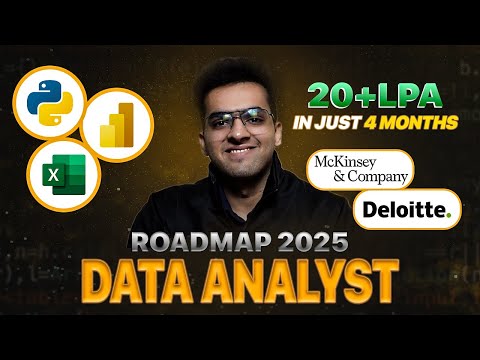 20+LPA
IN JUST 4 MONTHS
McKinsey
& Company
Deloitte.
X
ROADMAP 2025
DATA ANALYST